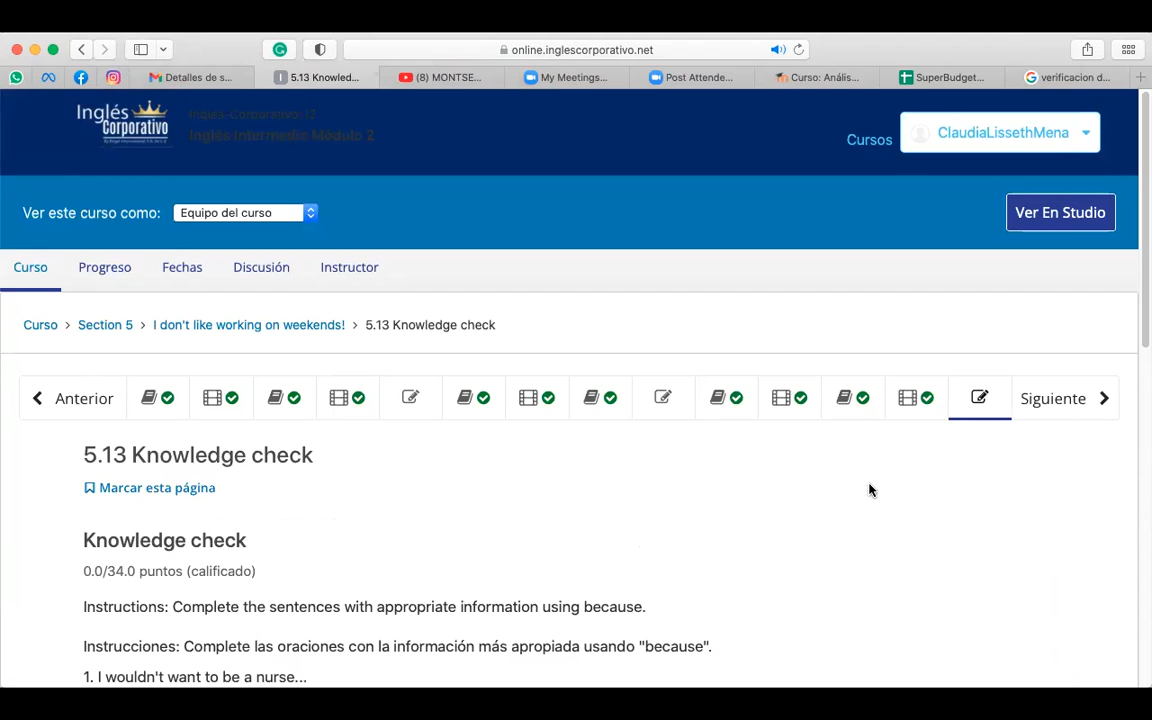 online.inglescorporativo.net
Detalles de s...
5.13 Knowled...
(8) MONTSE...
My Meetings...
Post Attende...
Curso: Anális...
SuperBudget...
verificacion d...
Inglés
Corporativo
Inglés Intermedio Módulo 2
Cursos
ClaudiaLissethMena
Ver este curso como:
Equipo del curso
Ver En Studio
Curso
Progreso
Fechas
Discusión
Instructor
Curso > Section 5 > I don't like working on weekends! > 5.13 Knowledge check
Anterior
Siguiente
5.13 Knowledge check
Marcar esta página
Knowledge check
0.0/34.0 puntos (calificado)
Instructions: Complete the sentences with appropriate information using because.
Instrucciones: Complete las oraciones con la información más apropiada usando "because".
1. I wouldn't want to be a nurse...